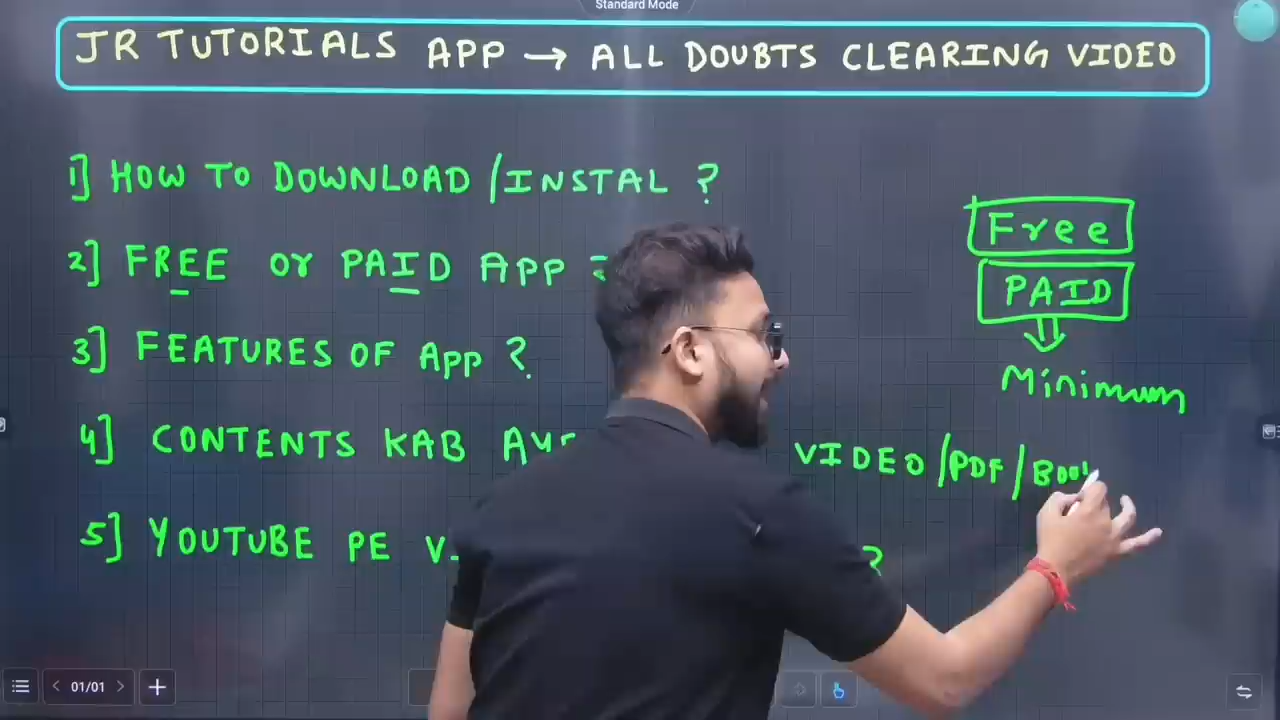 Standard Mode
JR TUTORIALS APP → ALL DOUBTS CLEARING VIDEO
1] HOW TO DOWNLOAD /INSTAL ?
2] FREE or PAID APP
3] FEATURES OF App ?
4] CONTENTS KAB VIDEO /PDF /
5] YOUTUBE PE ?
Free
PAID
Minimum
01/01